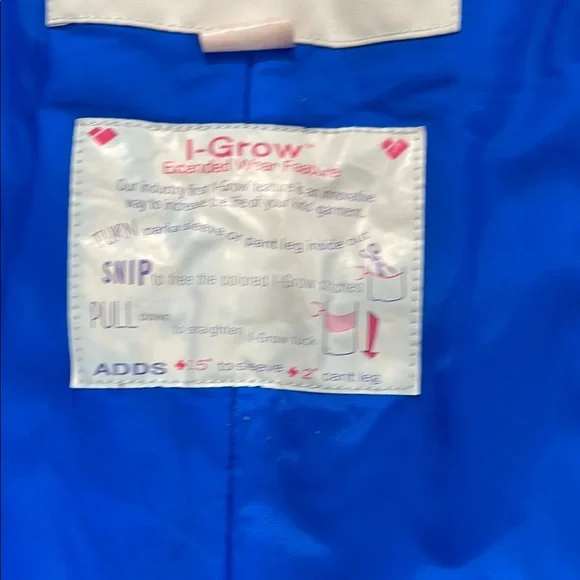 I-Grow™
Extended Wear Feature
Our industry first I-Grow feature is an innovative
way to increase the life of your kids' garment.
TURN parka sleeve or pant leg inside out
SNIP to free the colored I-Grow stitches
PULL down
to straighten I-Grow tuck
ADDS 1.5" to sleeve 2" pant leg